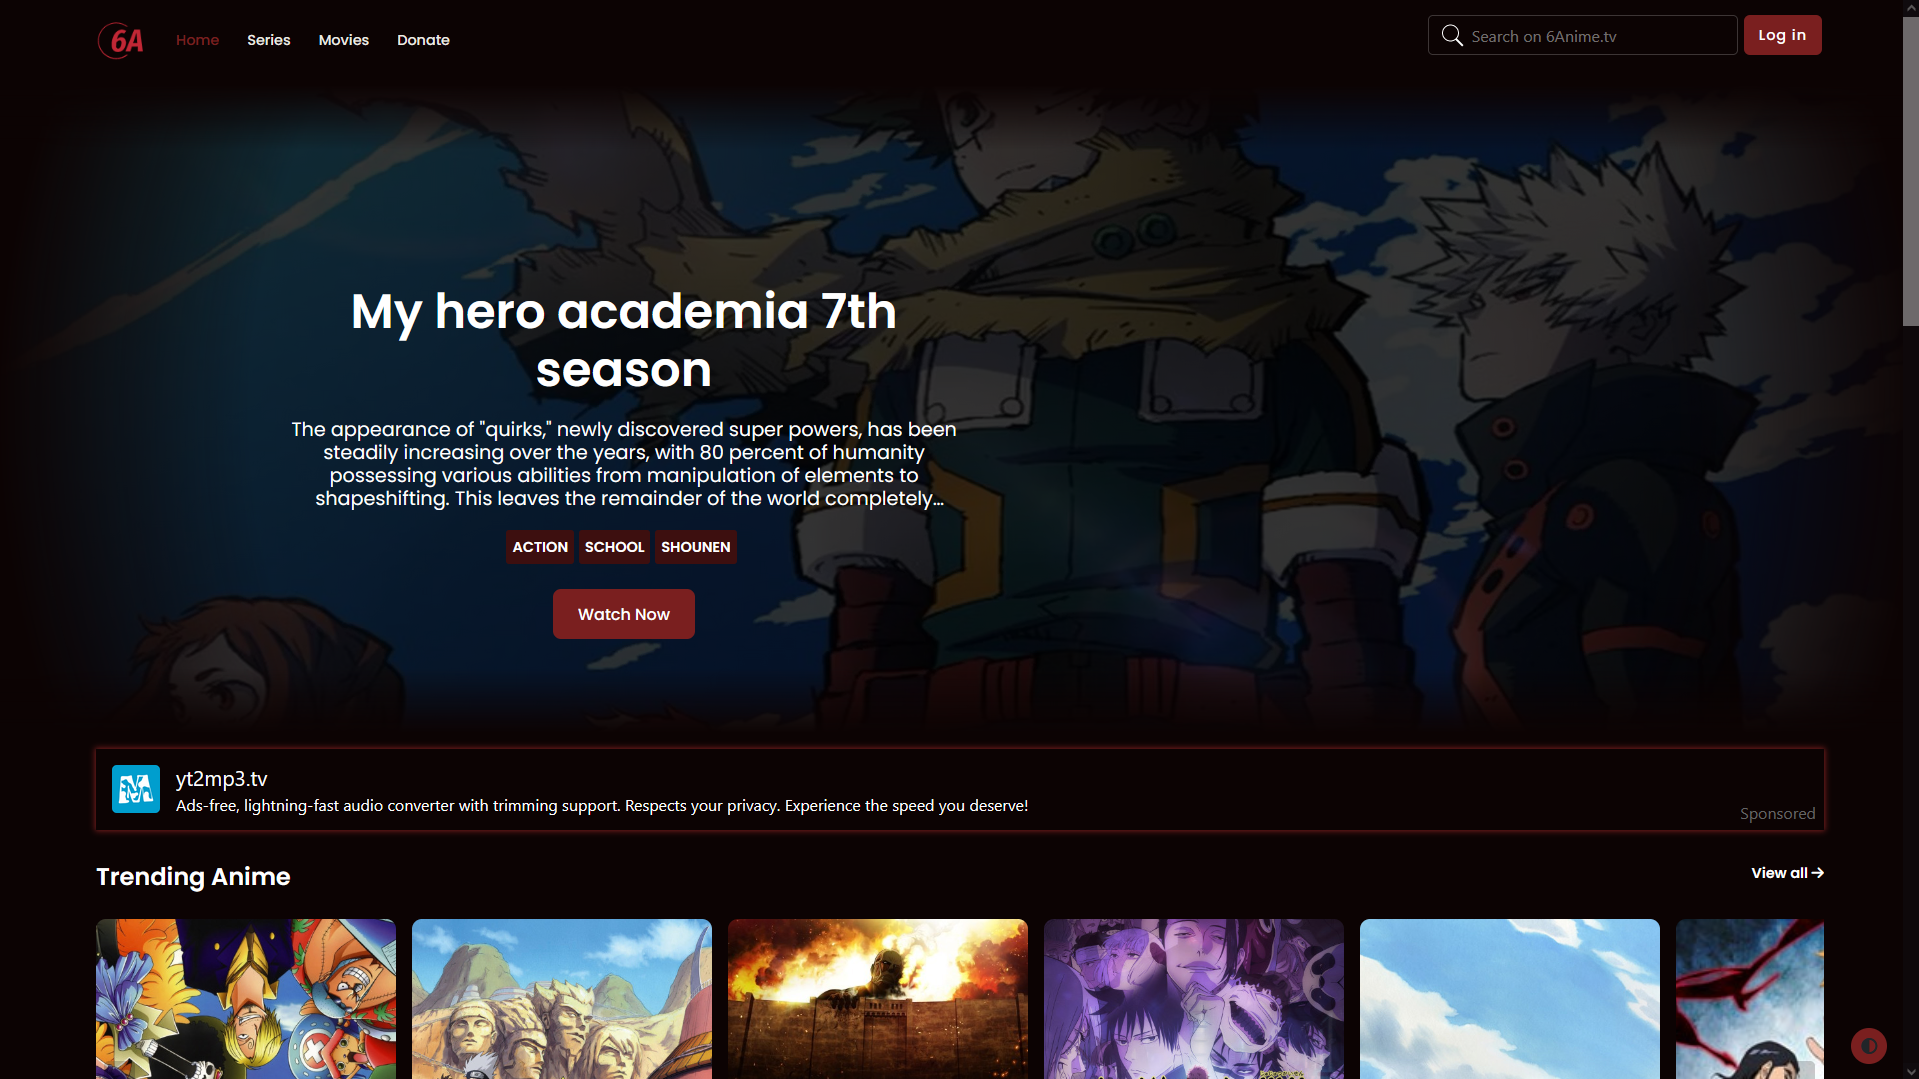 6A
Home
Series
Movies
Donate
Search on 6Anime.tv
Log in
My hero academia 7th
season
The appearance of "quirks," newly discovered super powers, has been
steadily increasing over the years, with 80 percent of humanity
possessing various abilities from manipulation of elements to
shapeshifting. This leaves the remainder of the world completely...
ACTION
SCHOOL
SHOUNEN
Watch Now
yt2mp3.tv
Ads-free, lightning-fast audio converter with trimming support. Respects your privacy. Experience the speed you deserve!
Sponsored
Trending Anime
View all